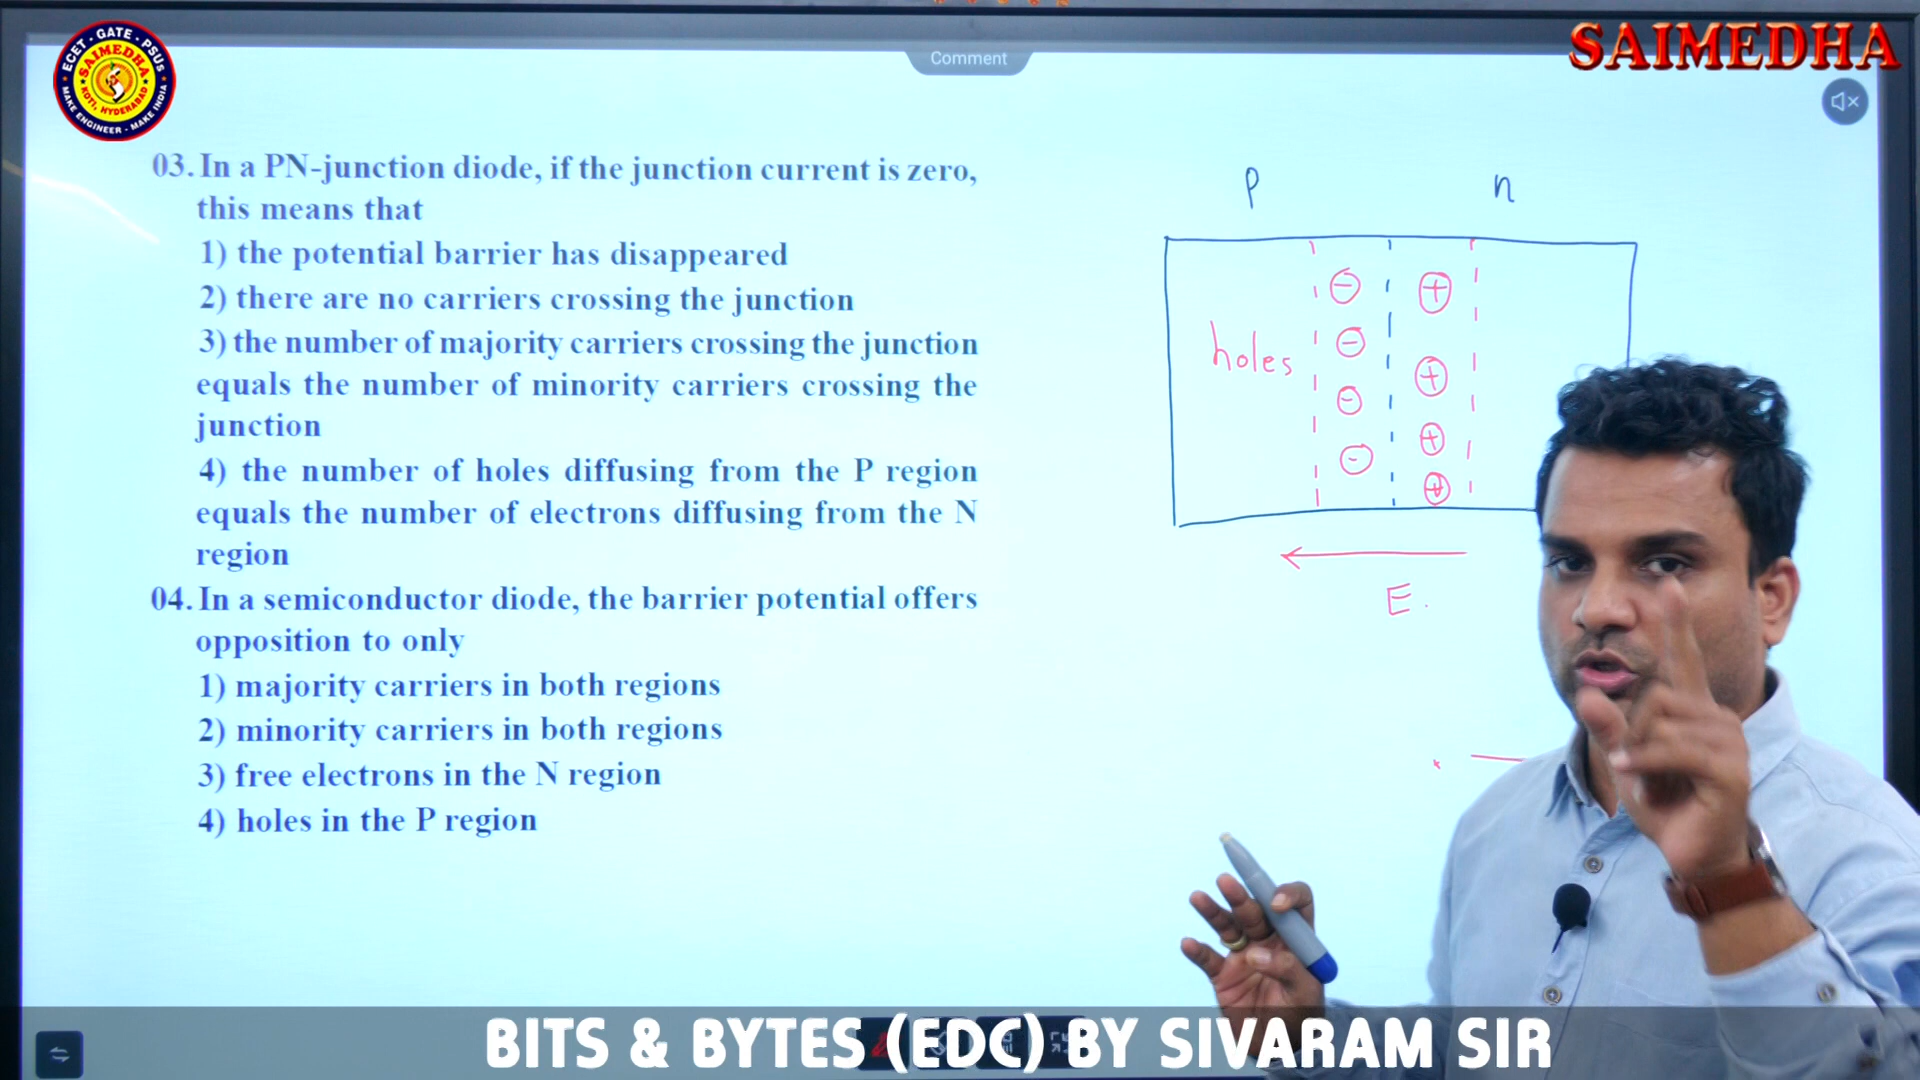 ECET - GATE - PSUs
SAIMEDHA
KOTI, HYDERABAD
MAKE ENGINEER - MAKE INDIA
Comment
SAIMEDHA
03. In a PN-junction diode, if the junction current is zero,
this means that
1) the potential barrier has disappeared
2) there are no carriers crossing the junction
3) the number of majority carriers crossing the junction
equals the number of minority carriers crossing the
junction
4) the number of holes diffusing from the P region
equals the number of electrons diffusing from the N
region
04. In a semiconductor diode, the barrier potential offers
opposition to only
1) majority carriers in both regions
2) minority carriers in both regions
3) free electrons in the N region
4) holes in the P region
P n
holes
E.
BITS & BYTES (EDC) BY SIVARAM SIR